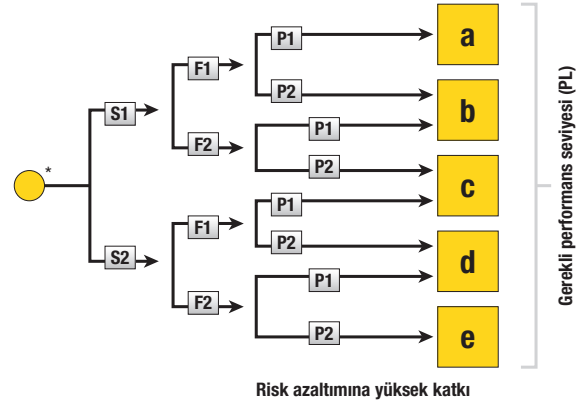 P1
a
F1
P2
b
S1
P1
F2
P2
c
*
P1
F1
P2
d
S2
P1
F2
P2
e
Gerekli performans seviyesi (PL)
Risk azaltımına yüksek katkı